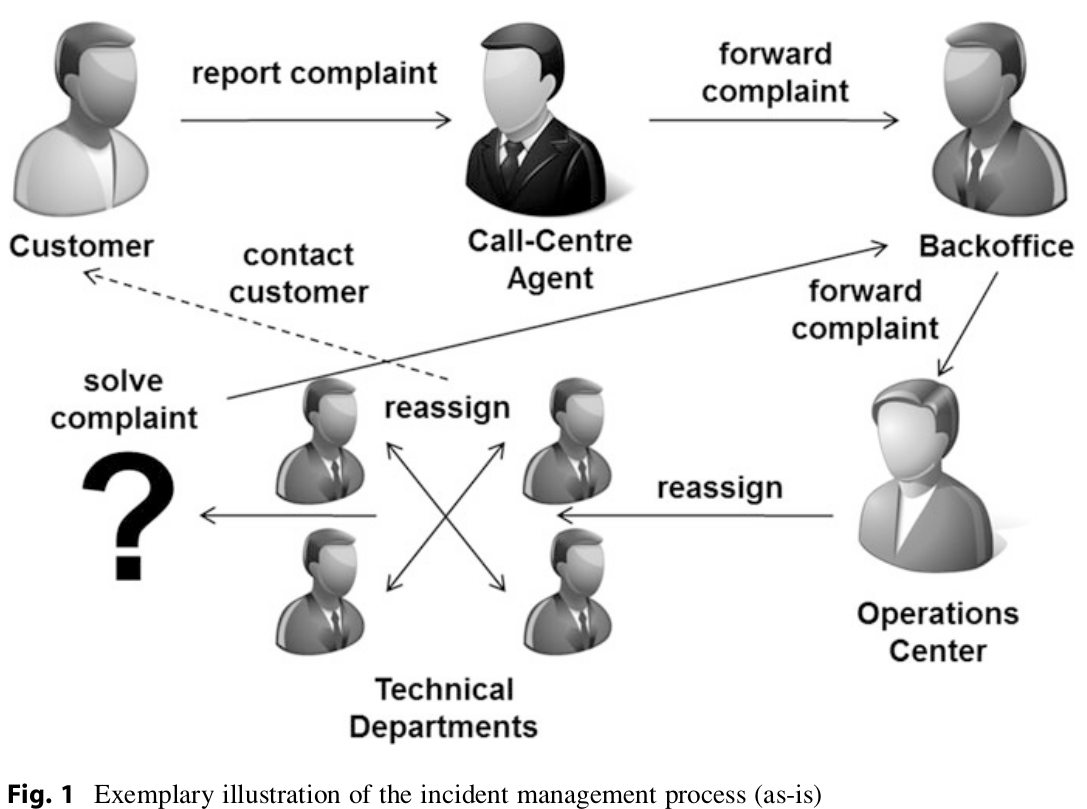 report complaint
forward
complaint
Customer
Call-Centre
Agent
Backoffice
contact
customer
forward
complaint
solve
complaint
reassign
?
reassign
Operations
Center
Technical
Departments
Fig. 1 Exemplary illustration of the incident management process (as-is)